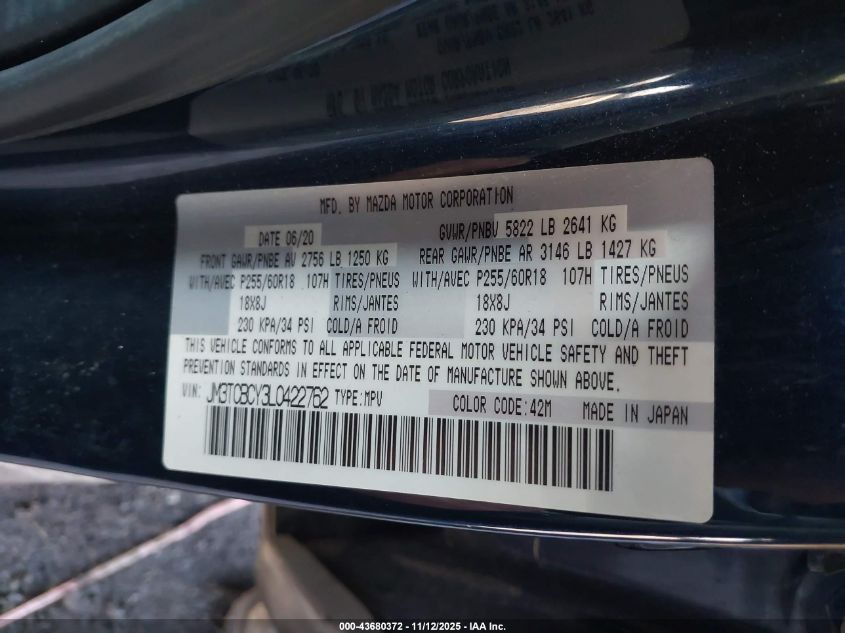 MFD. BY MAZDA MOTOR CORPORATION
DATE 06/20 GVWR/PNBV 5822 LB 2641 KG
FRONT GAWR/PNBE AV 2756 LB 1250 KG REAR GAWR/PNBE AR 3146 LB 1427 KG
WITH/AVEC P255/60R18 107H TIRES/PNEUS WITH/AVEC P255/60R18 107H TIRES/PNEUS
18X8J RIMS/JANTES 18X8J RIMS/JANTES
230 KPA/34 PSI COLD/A FROID 230 KPA/34 PSI COLD/A FROID
THIS VEHICLE CONFORMS TO ALL APPLICABLE FEDERAL MOTOR VEHICLE SAFETY AND THEFT
PREVENTION STANDARDS IN EFFECT ON THE DATE OF MANUFACTURE SHOWN ABOVE.
VIN: JM3TCBCY3L0422762 TYPE: MPV COLOR CODE: 42M MADE IN JAPAN
000-43680372 - 11/12/2025 - IAA Inc.